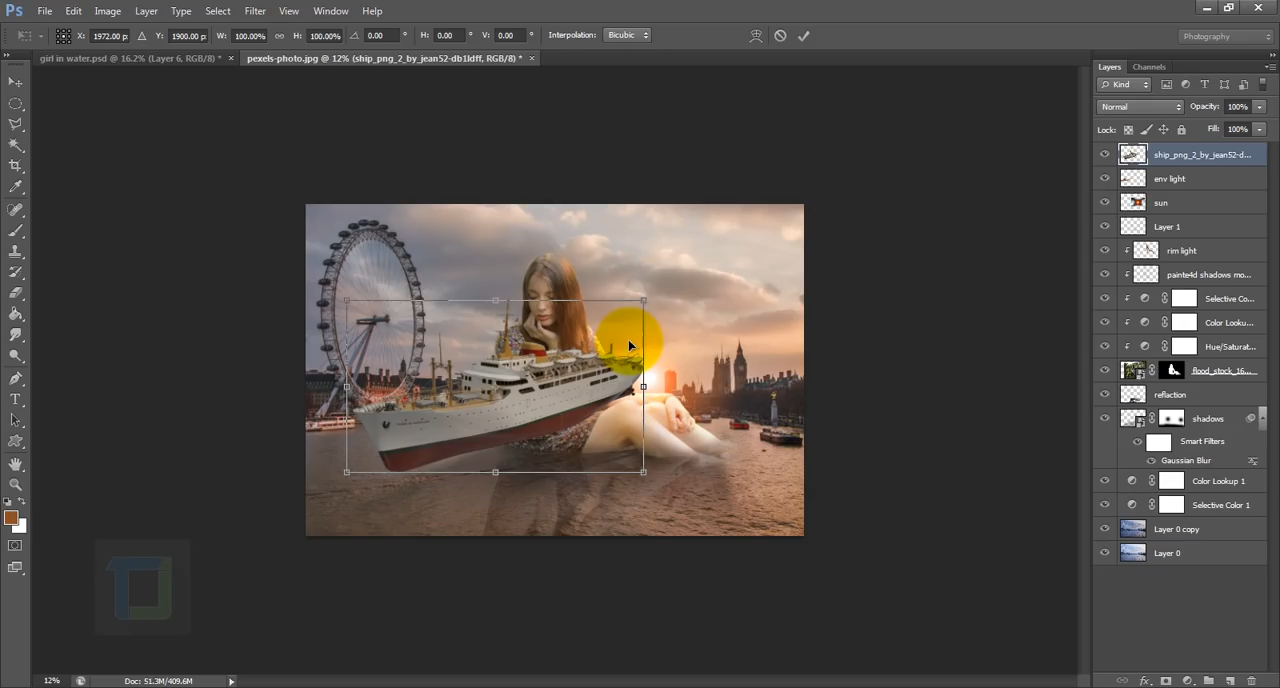 Ps File Edit Image Layer Type Select Filter View Window Help
X: 1972.00 p: Y: 1900.00 p: W: 100.00% H: 100.00% 0.00 ° H: 0.00 ° V: 0.00 ° Interpolation: Bicubic Photography
girl in water.psd @ 16.2% (Layer 6, RGB/8) * × pexels-photo.jpg @ 12% (ship_png_2_by_jean52-db1ldff, RGB/8) * ×
Layers Channels
Kind
Normal Opacity: 100%
Lock: Fill: 100%
ship_png_2_by_jean52-d...
env light
sun
Layer 1
rim light
painte4d shadows mo...
Selective Co...
Color Looku...
Hue/Saturat...
flood_stock_16...
reflaction
shadows
Smart Filters
Gaussian Blur
Color Lookup 1
Selective Color 1
Layer 0 copy
Layer 0
12% Doc: 51.3M/409.6M